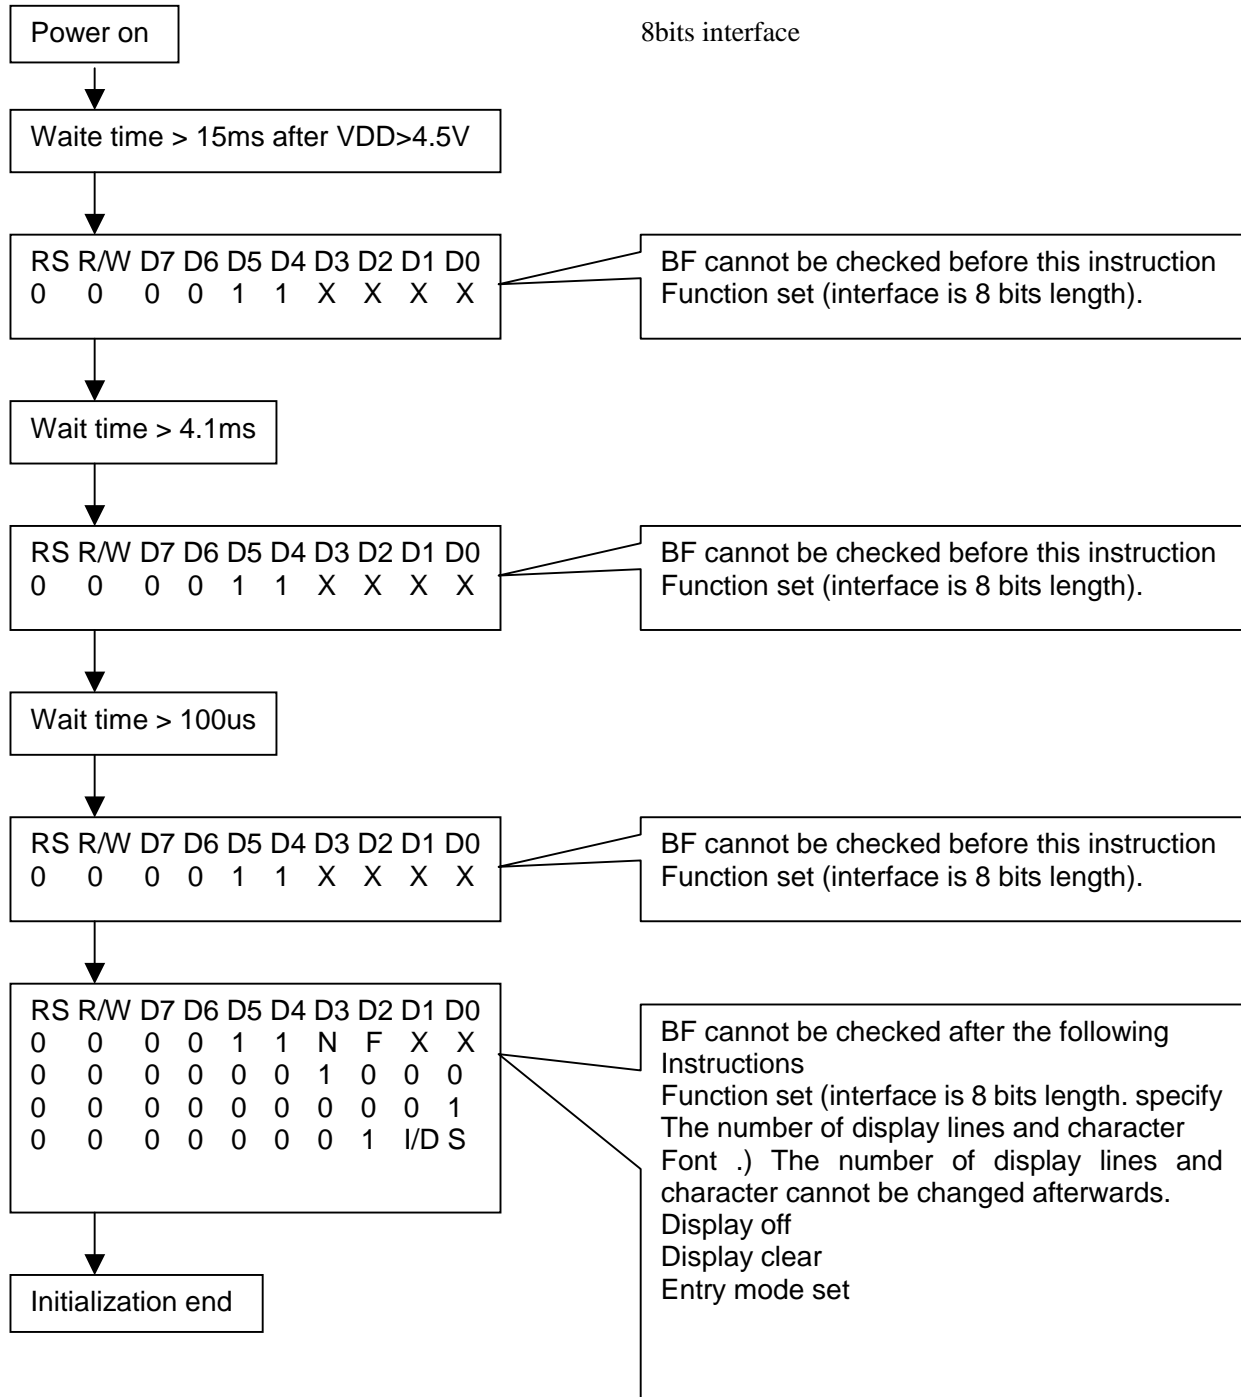 Power on
8bits interface
Waite time > 15ms after VDD>4.5V
RS R/W D7 D6 D5 D4 D3 D2 D1 D0
0 0 0 0 1 1 X X X X
BF cannot be checked before this instruction
Function set (interface is 8 bits length).
Wait time > 4.1ms
RS R/W D7 D6 D5 D4 D3 D2 D1 D0
0 0 0 0 1 1 X X X X
BF cannot be checked before this instruction
Function set (interface is 8 bits length).
Wait time > 100us
RS R/W D7 D6 D5 D4 D3 D2 D1 D0
0 0 0 0 1 1 X X X X
BF cannot be checked before this instruction
Function set (interface is 8 bits length).
RS R/W D7 D6 D5 D4 D3 D2 D1 D0
0 0 0 0 1 1 N F X X
0 0 0 0 0 0 1 0 0 0
0 0 0 0 0 0 0 0 0 1
0 0 0 0 0 0 0 1 I/D S
BF cannot be checked after the following
Instructions
Function set (interface is 8 bits length. specify
The number of display lines and character
Font .) The number of display lines and
character cannot be changed afterwards.
Display off
Display clear
Entry mode set
Initialization end